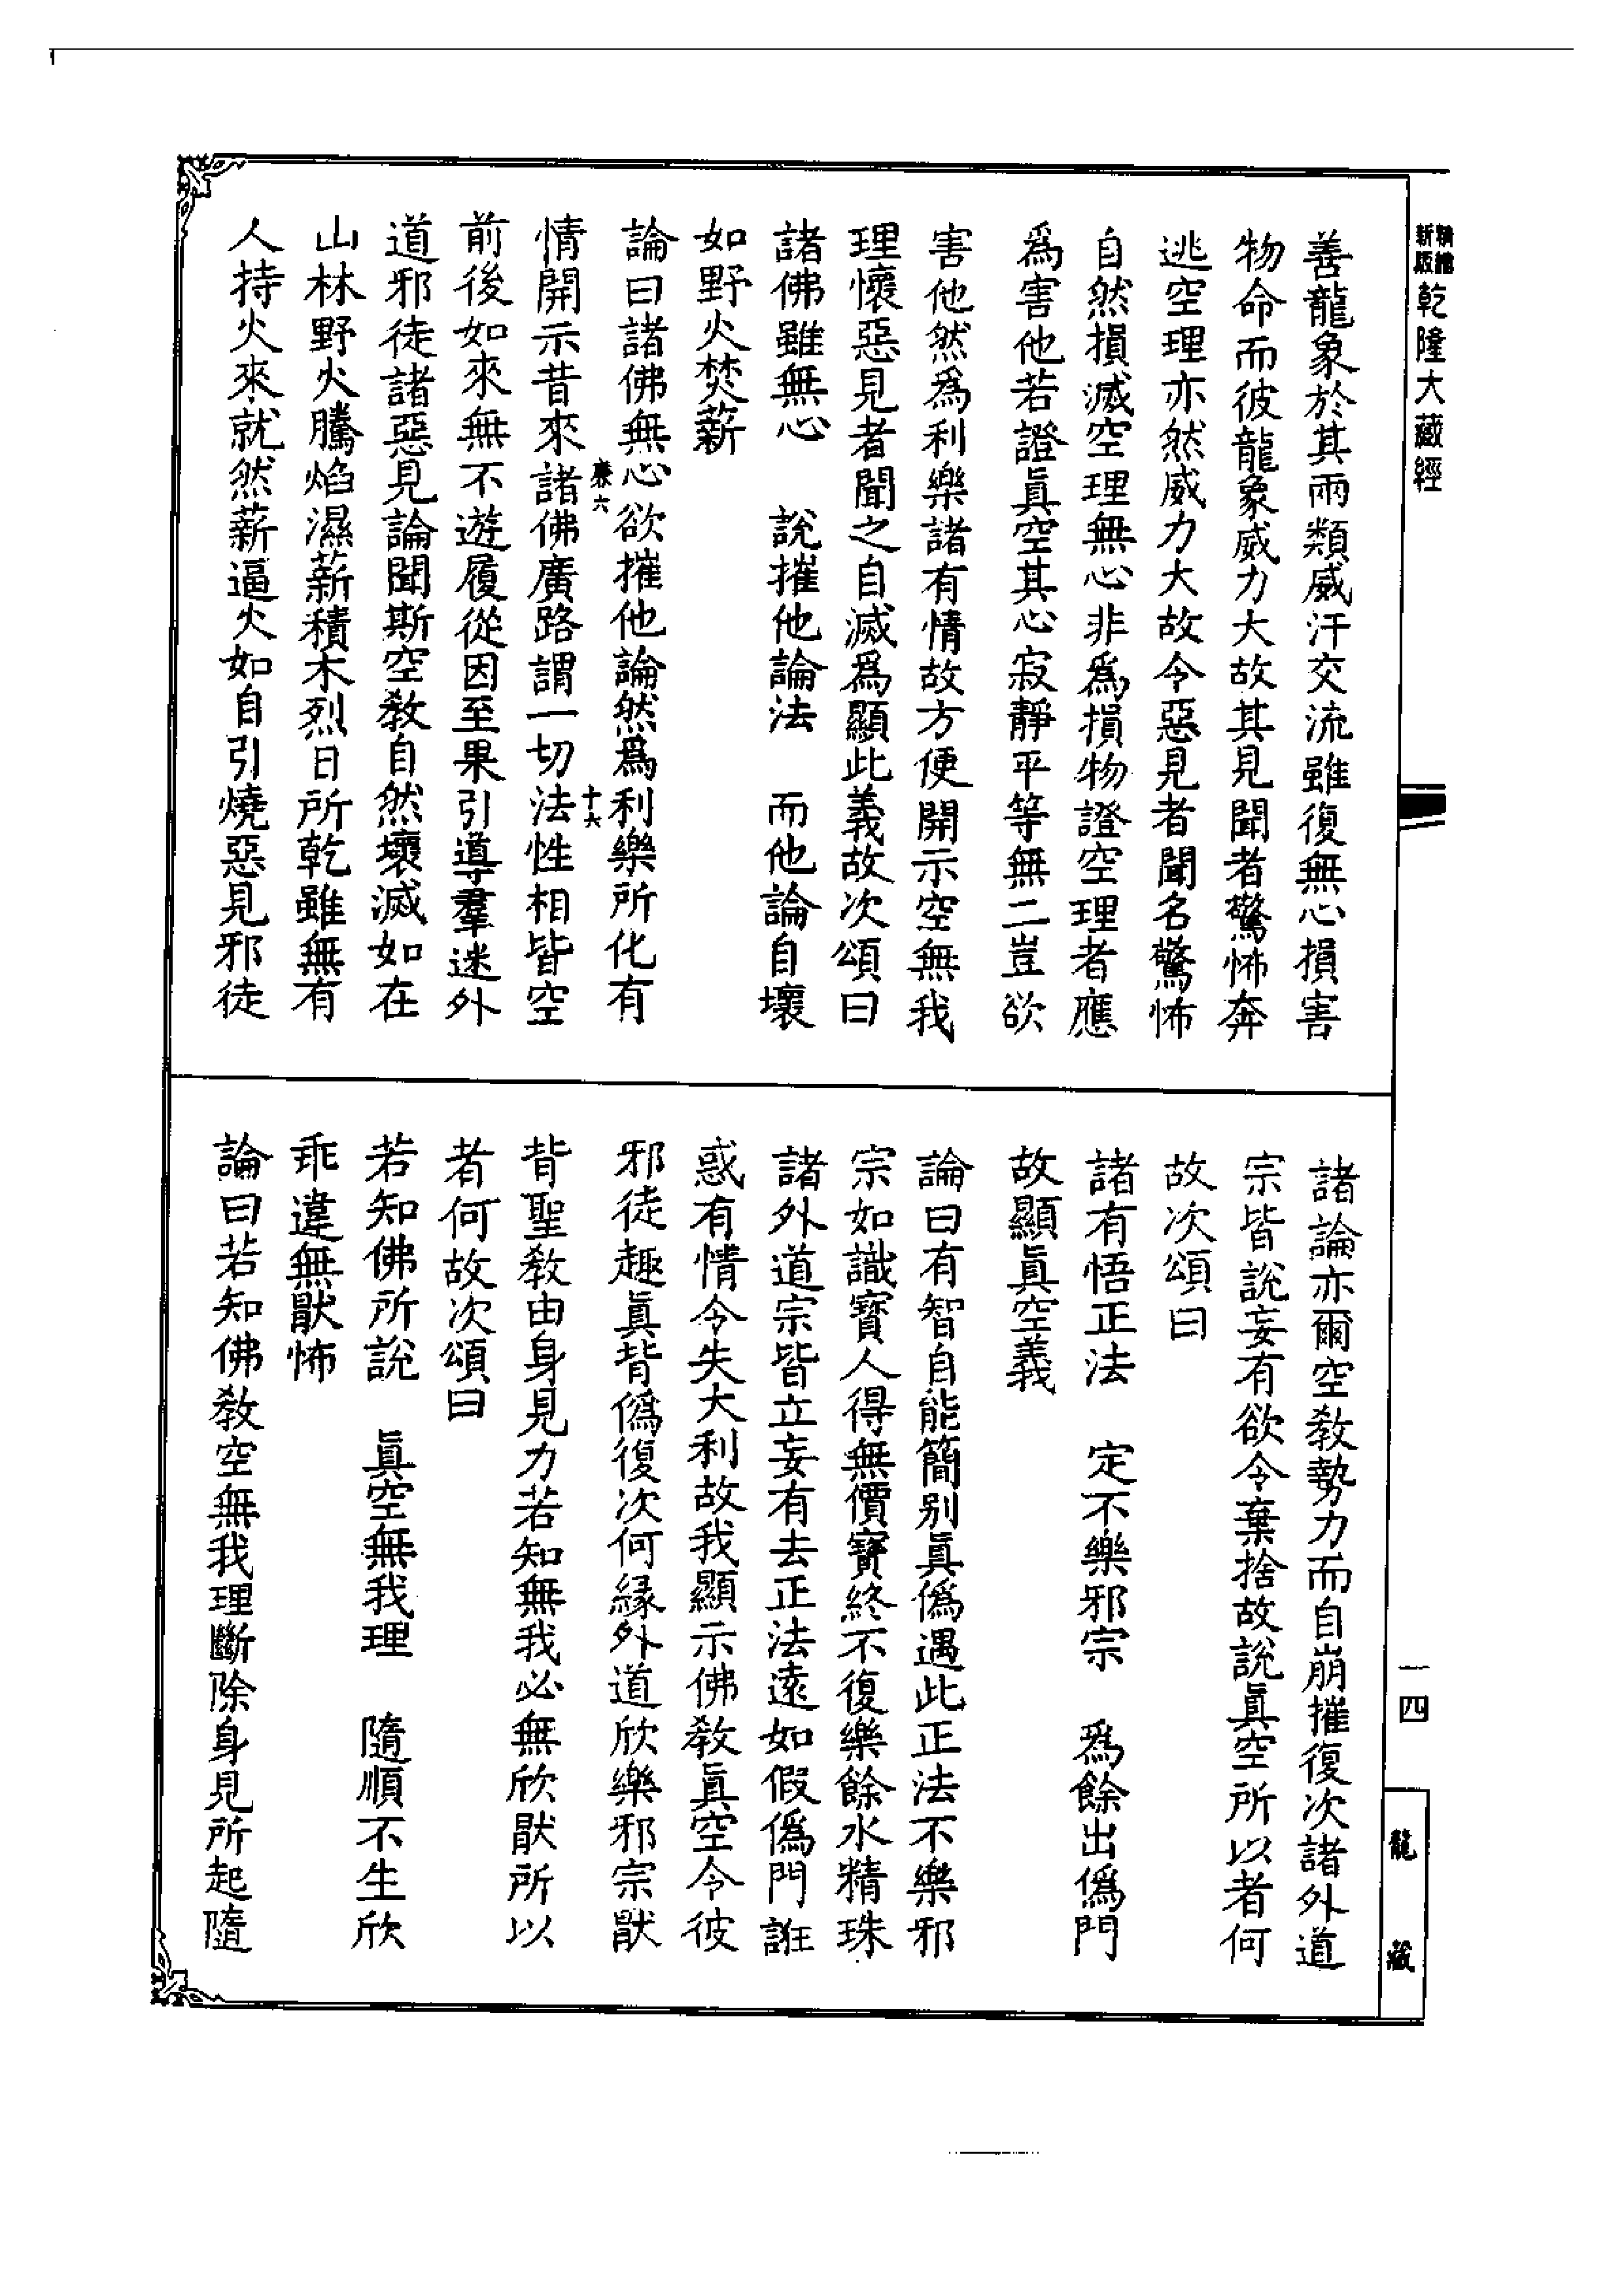 精繪
新版
乾隆大藏經
善龍象於其雨類威汗交流雖復無心損害
物命而彼龍象威力大故其見聞者驚怖奔
逃空理亦然威力大故令惡見者聞名驚怖
自然損滅空理無心非為損物證空理者應
為害他若證真空其心寂靜平等無二豈欲
害他然為利樂諸有情故方便開示空無我
理懷惡見者聞之自滅為顯此義故次頌曰
諸佛雖無心　說摧他論法　而他論自壞
如野火焚薪
論曰諸佛無心欲摧他論然為利樂所化有
情開示昔來諸佛廣路謂一切法性相皆空
前後如來無不遊履從因至果引導羣迷外
道邪徒諸惡見論聞斯空教自然壞滅如在
山林野火騰焰濕薪積木烈日所乾雖無有
人持火來就然薪逼火如自引燒惡見邪徒
六
十六
諸論亦爾空教勢力而自崩摧復次諸外道
宗皆說妄有欲令棄捨故說真空所以者何
故次頌曰
諸有悟正法　定不樂邪宗　為餘出偽門
故顯真空義
論曰有智自能簡別真偽遇此正法不樂邪
宗如識寶人得無價寶終不復樂餘水精珠
諸外道宗皆立妄有去正法遠如假偽門誑
惑有情令失大利故我顯示佛教真空令彼
邪徒趣真背偽復次何緣外道欣樂邪宗猒
背聖教由身見力若知無我必無欣猒所以
者何故次頌曰
若知佛所說　真空無我理　隨順不生欣
乖違無猒怖
論曰若知佛教空無我理斷除身見所起隨
一四
龍藏